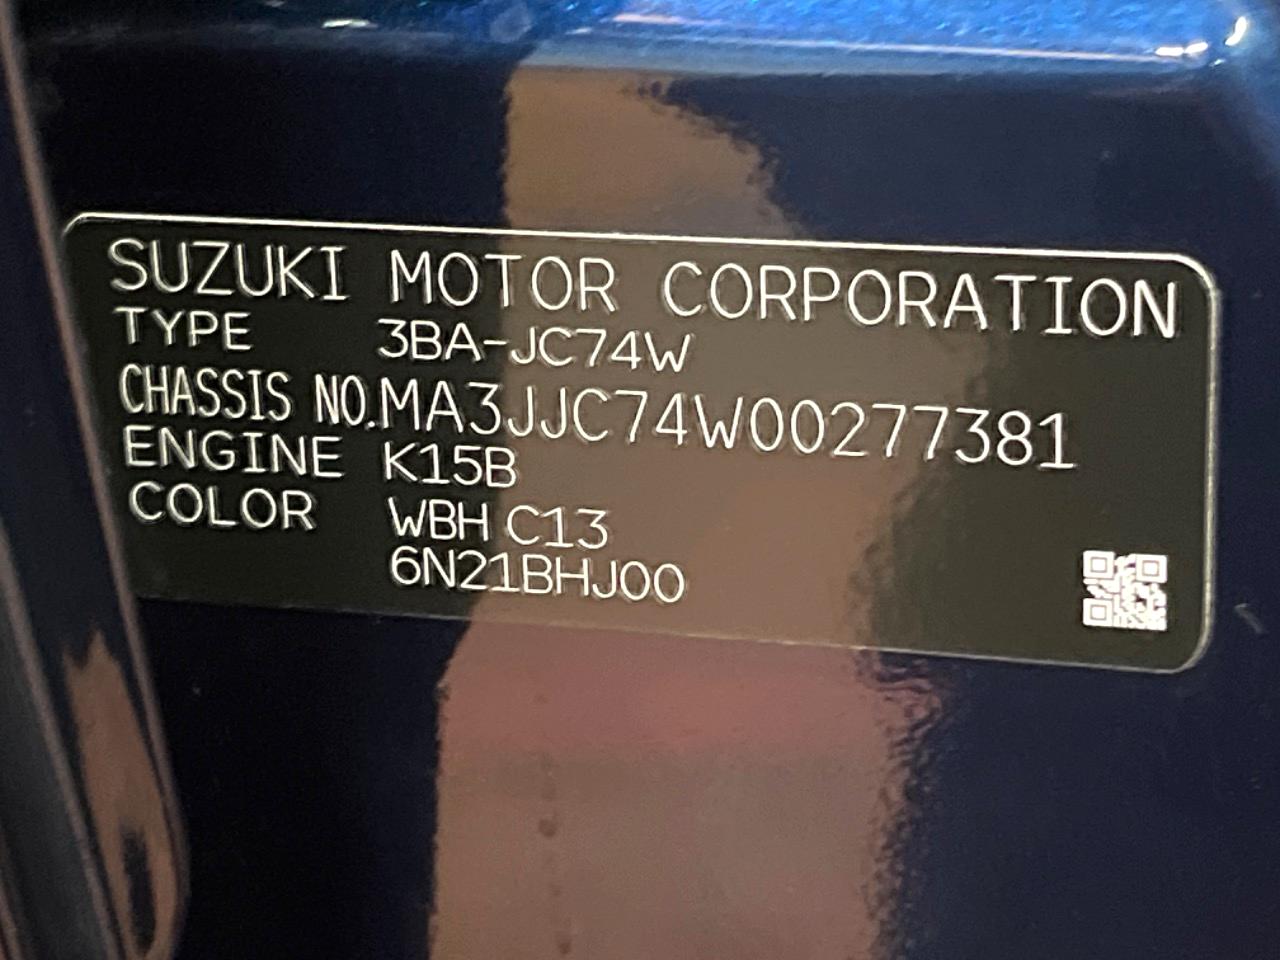 SUZUKI MOTOR CORPORATION
TYPE 3BA-JC74W
CHASSIS NO.MA3JJC74W00277381
ENGINE K15B
COLOR WBH C13
6N21BHJ00